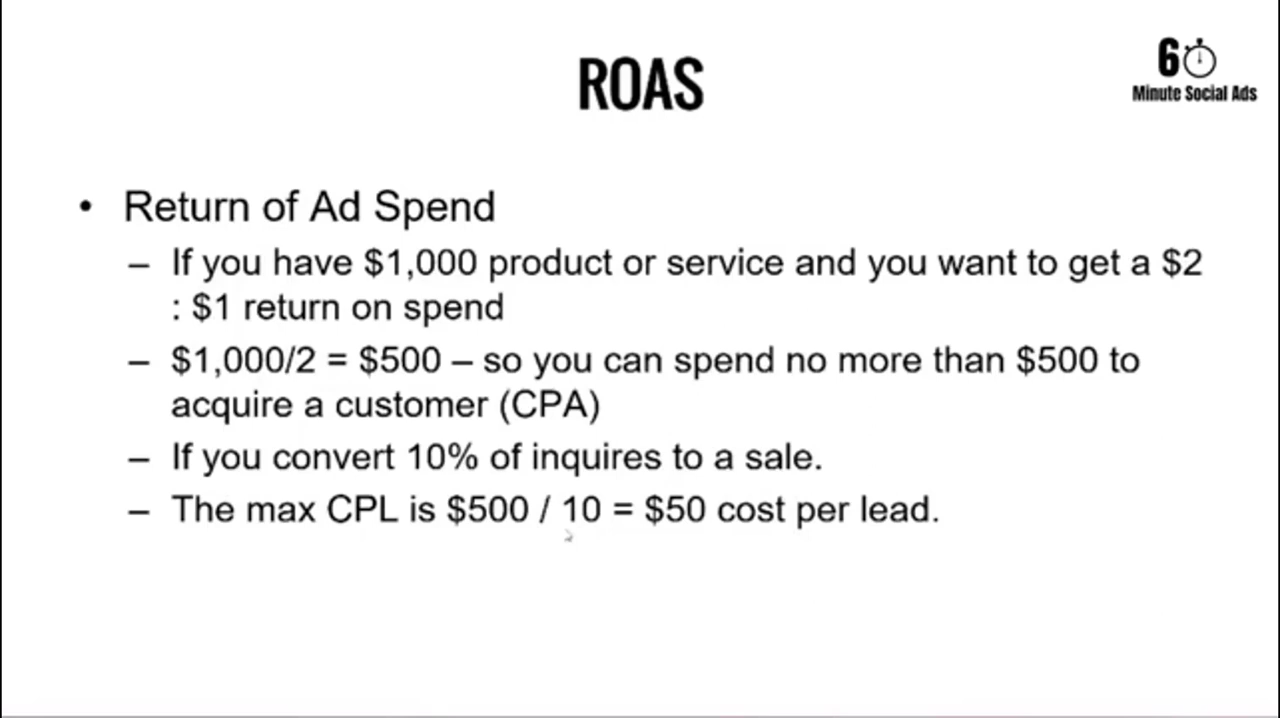 ROAS
60
Minute Social Ads
• Return of Ad Spend
– If you have $1,000 product or service and you want to get a $2
: $1 return on spend
– $1,000/2 = $500 – so you can spend no more than $500 to
acquire a customer (CPA)
– If you convert 10% of inquires to a sale.
– The max CPL is $500 / 10 = $50 cost per lead.